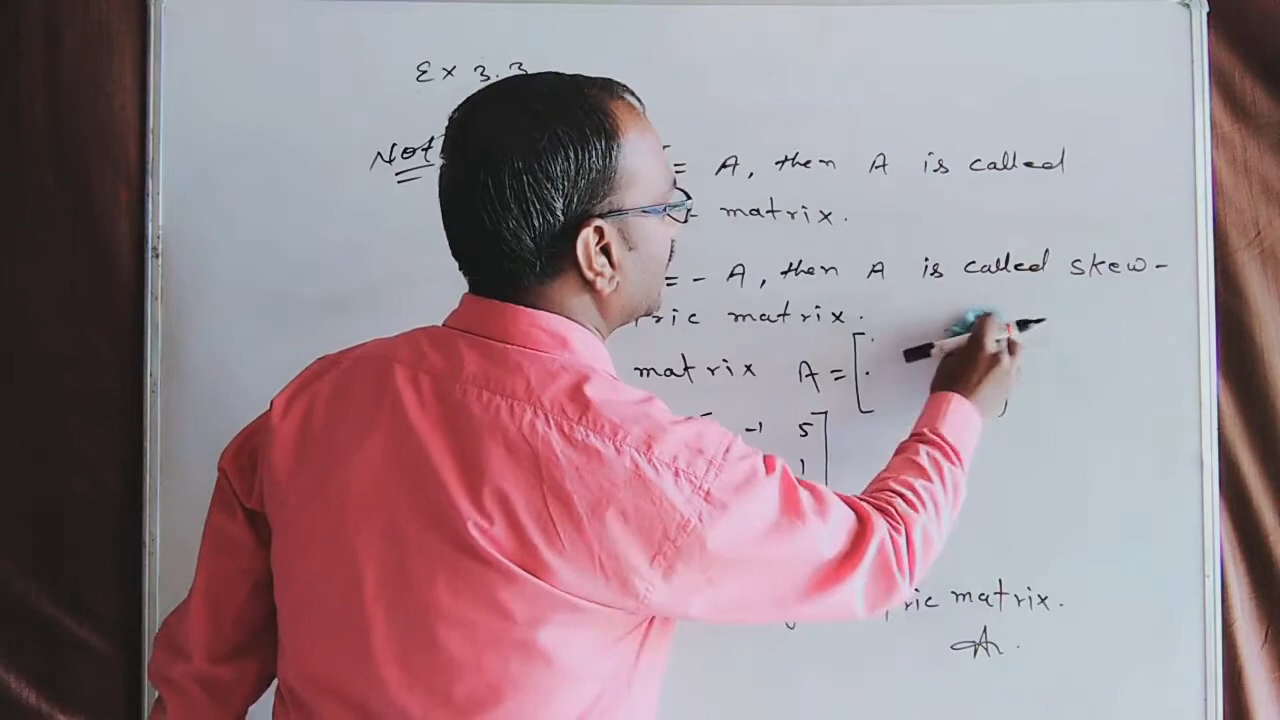 Ex 3.3
Not
= A, then A is called
matrix.
= - A, then A is called skew-
ric matrix.
matrix A = [
-1 5]
1
ric matrix.